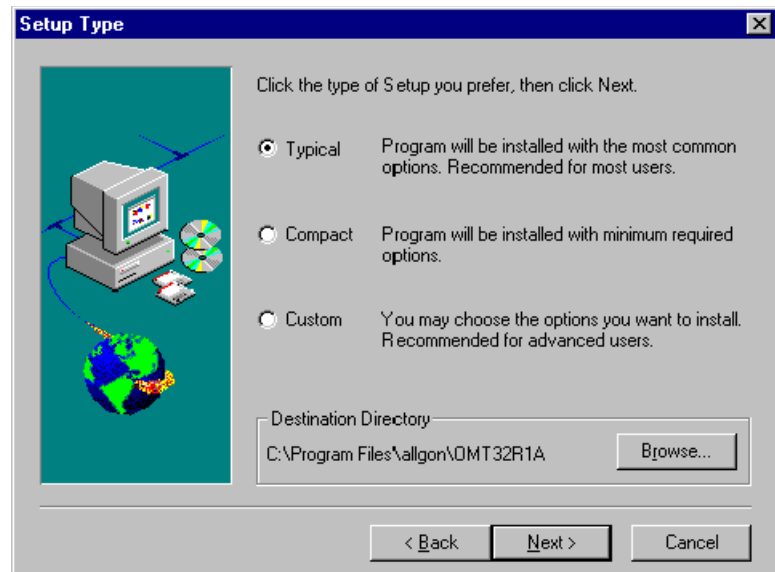 Setup Type
Click the type of Setup you prefer, then click Next.
Typical
Program will be installed with the most common
options. Recommended for most users.
Compact
Program will be installed with minimum required
options.
Custom
You may choose the options you want to install.
Recommended for advanced users.
Destination Directory
C:\Program Files\allgon\OMT32R1A
Browse...
< Back
Next >
Cancel